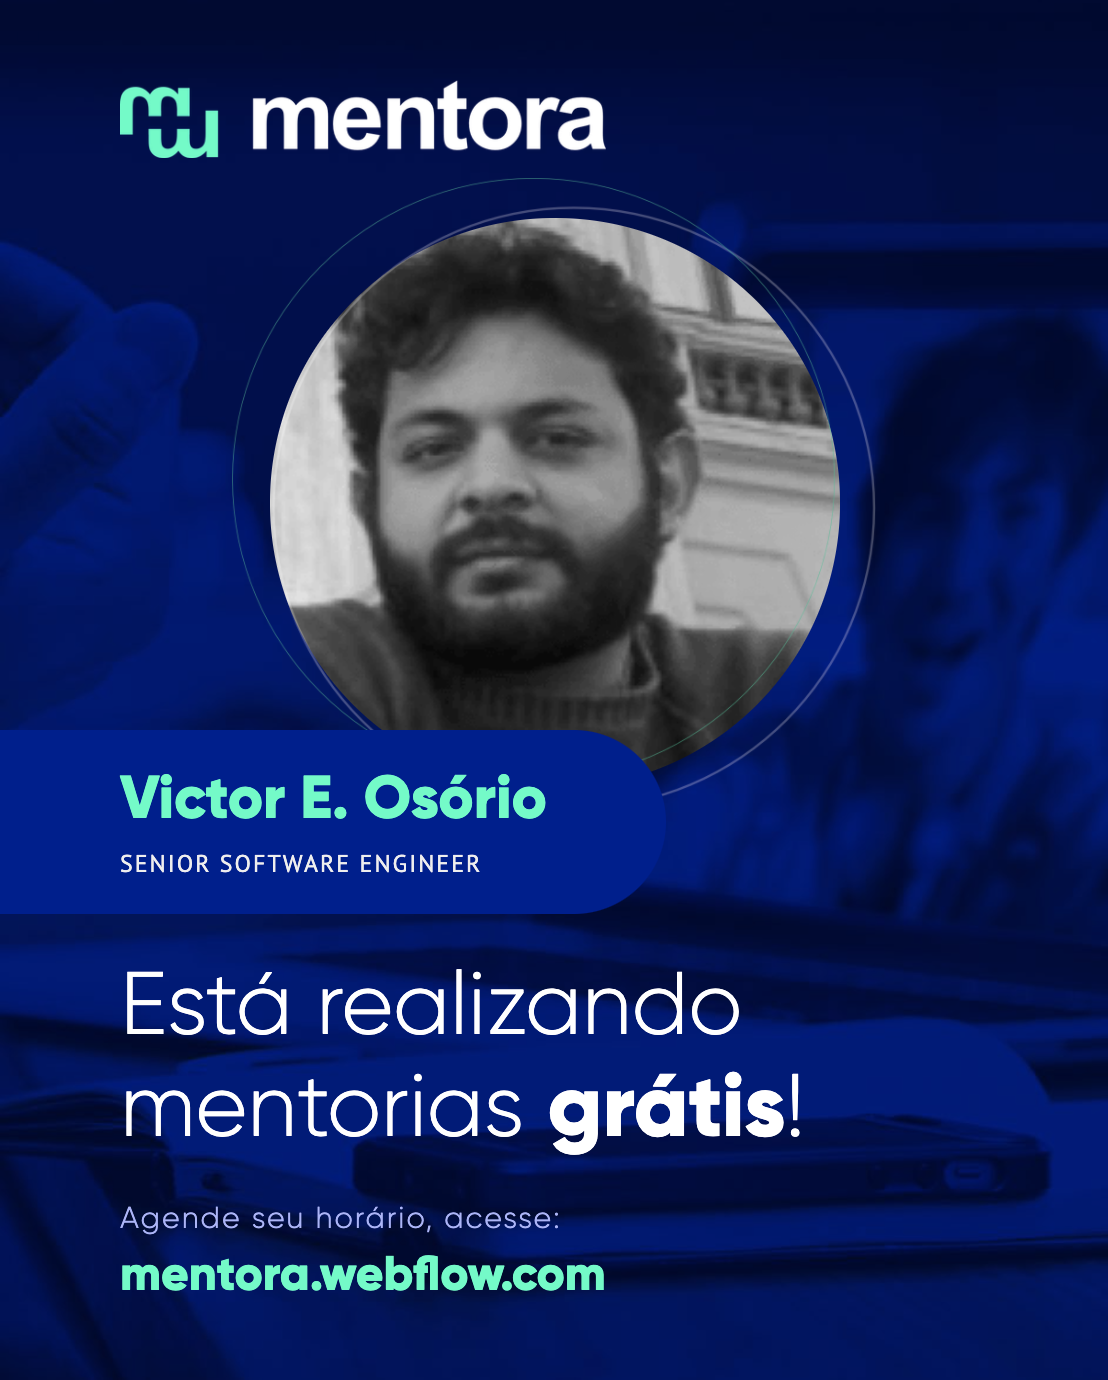 mentora
Victor E. Osório
SENIOR SOFTWARE ENGINEER
Está realizando
mentorias grátis!
Agende seu horário, acesse:
mentora.webflow.com